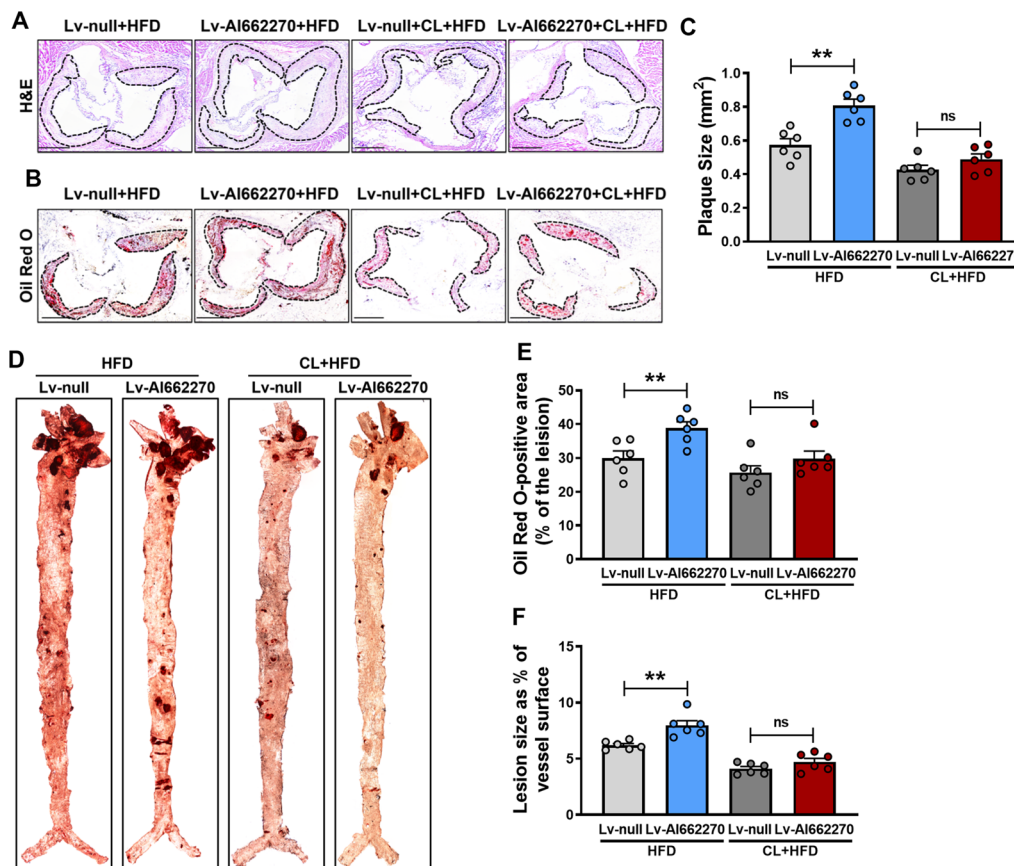 A
Lv-null+HFD Lv-AI662270+HFD Lv-null+CL+HFD Lv-AI662270+CL+HFD
H&E
B
Lv-null+HFD Lv-AI662270+HFD Lv-null+CL+HFD Lv-AI662270+CL+HFD
Oil Red O
C
Plaque Size (mm²)
1.0
0.8
0.6
0.4
0.2
0.0
**
ns
Lv-null Lv-AI662270 Lv-null Lv-AI662270
HFD CL+HFD
D
HFD CL+HFD
Lv-null Lv-AI662270 Lv-null Lv-AI662270
E
Oil Red O-positive area
(% of the leision)
50
40
30
20
10
0
**
ns
Lv-null Lv-AI662270 Lv-null Lv-AI662270
HFD CL+HFD
F
Lesion size as % of
vessel surface
15
10
5
0
**
ns
Lv-null Lv-AI662270 Lv-null Lv-AI662270
HFD CL+HFD